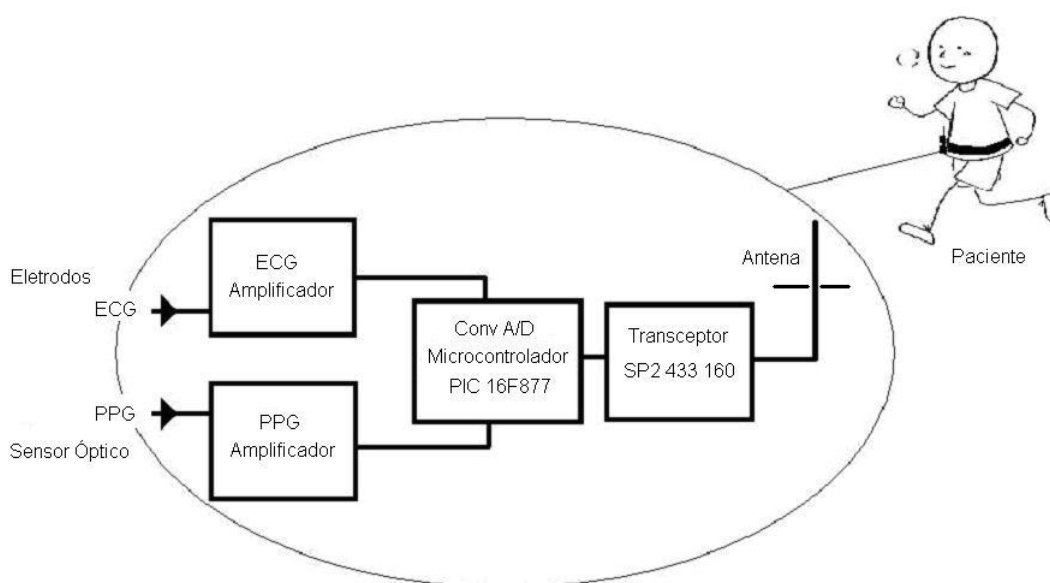 Eletrodos
ECG
ECG
Amplificador
PPG
Sensor Óptico
PPG
Amplificador
Conv A/D
Microcontrolador
PIC 16F877
Transceptor
SP2 433 160
Antena
Paciente